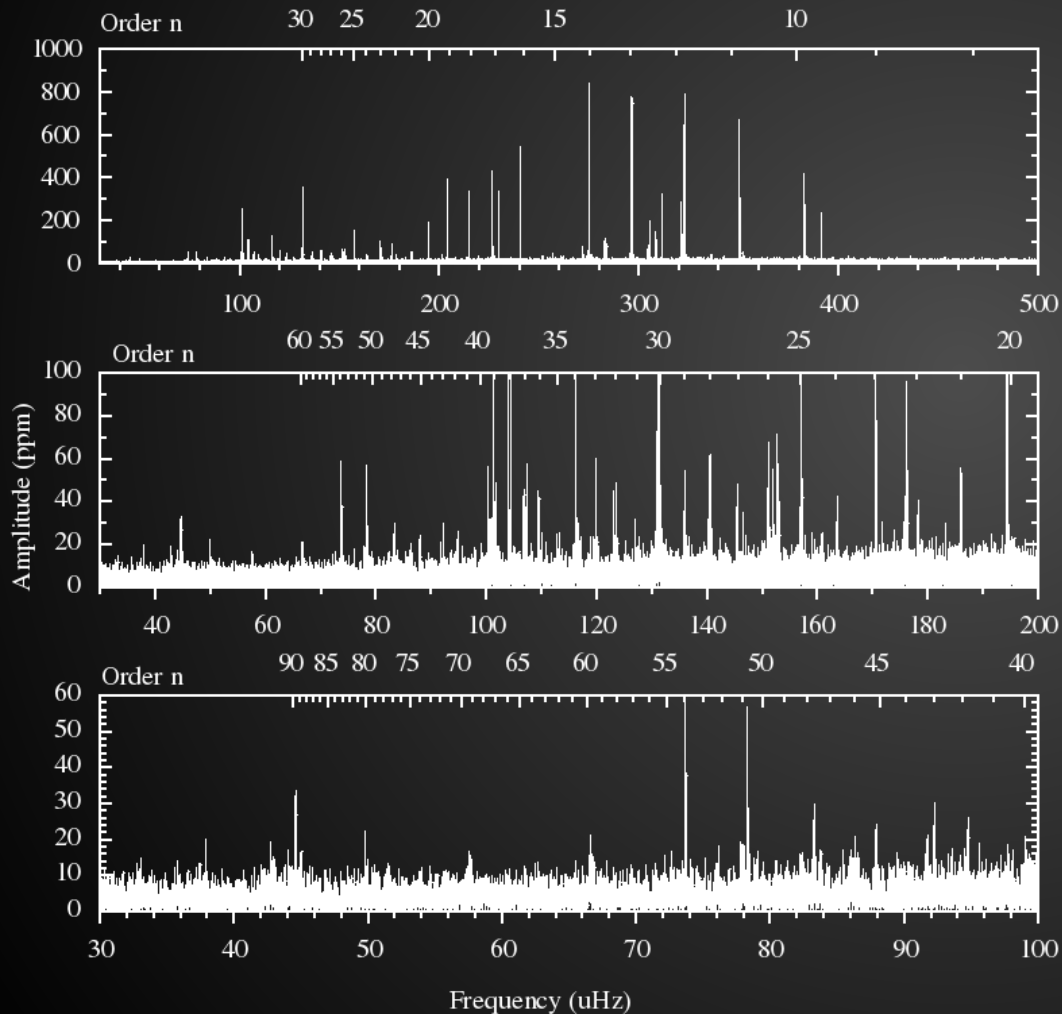 Order n 30 25 20 15 10
1000
800
600
400
200
0
100 200 300 400 500
Order n 60 55 50 45 40 35 30 25 20
100
80
60
40
20
0
40 60 80 100 120 140 160 180 200
Amplitude (ppm)
Order n 90 85 80 75 70 65 60 55 50 45 40
60
50
40
30
20
10
0
30 40 50 60 70 80 90 100
Frequency (uHz)